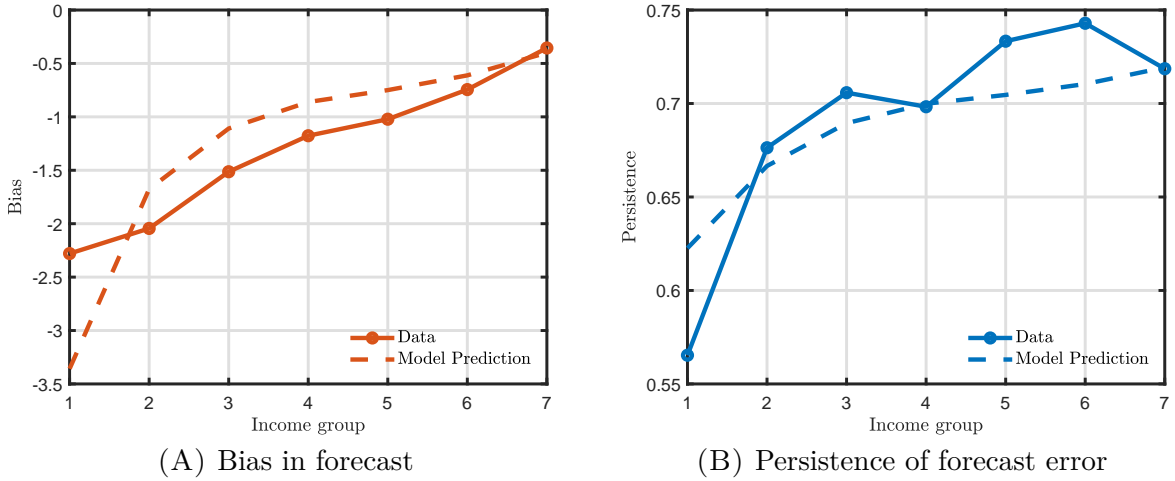 0
-0.5
-1
-1.5
-2
-2.5
-3
-3.5
Bias
Data
Model Prediction
1 2 3 4 5 6 7
Income group
(A) Bias in forecast
0.75
0.7
0.65
0.6
0.55
Persistence
Data
Model Prediction
1 2 3 4 5 6 7
Income group
(B) Persistence of forecast error